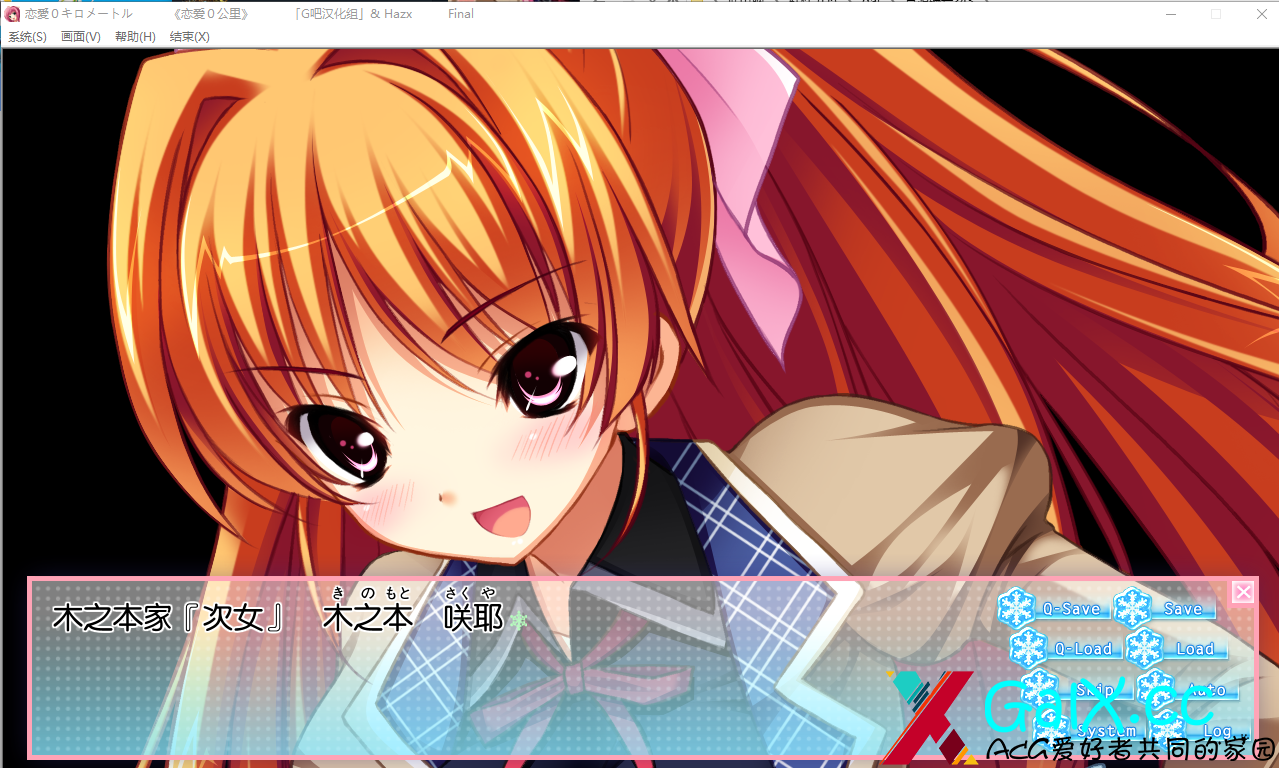 恋愛0キロメートル 《恋愛0公里》 「G吧汉化组」& Hazx Final
系统(S) 画面(V) 帮助(H) 结束(X)
き の もと さく や
木之本家『次女』 木之本 咲耶
Q-Save Save
Q-Load Load
Skip Auto
System Log
GalX.cc
ACG爱好者共同的家园